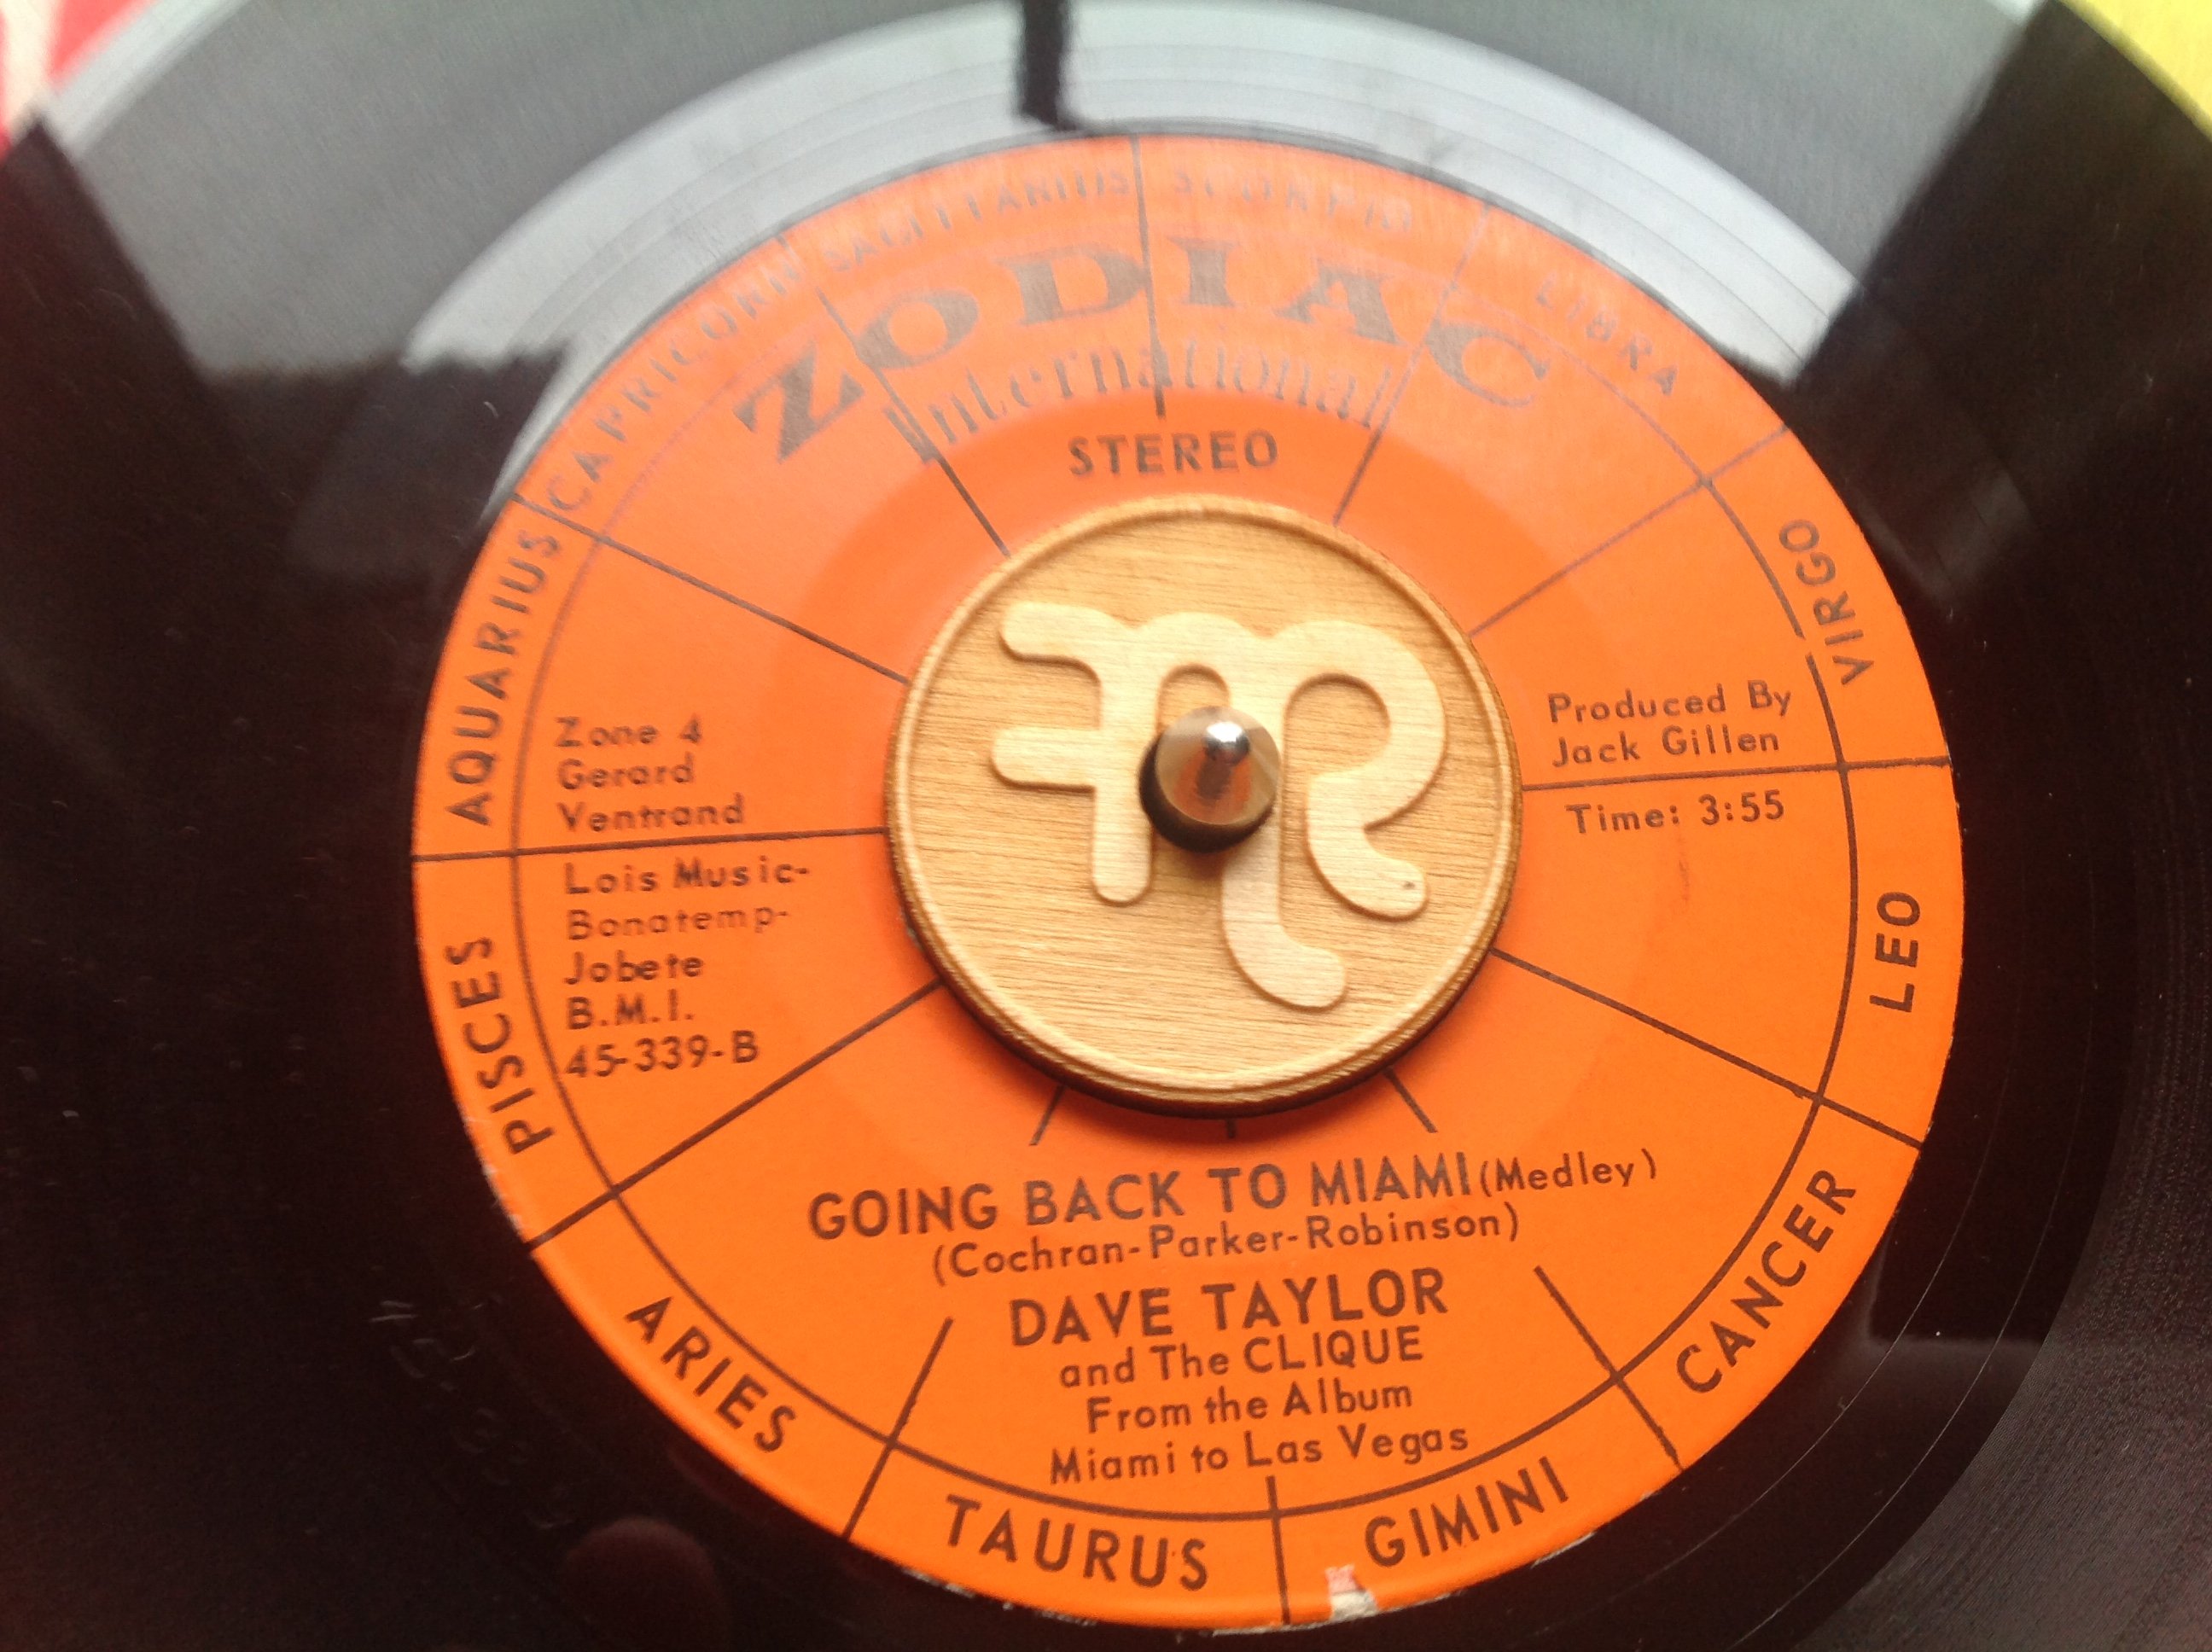 SAGITTARIUS
SCORPIO
LIBRA
VIRGO
LEO
CANCER
GIMINI
TAURUS
ARIES
PISCES
AQUARIUS
CAPRICORN
ZODIAC
International
STEREO
Zone 4
Gerard
Ventrand
Lois Music-
Bonatemp-
Jobete
B.M.I.
45-339-B
Produced By
Jack Gillen
Time: 3:55
GOING BACK TO MIAMI (Medley)
(Cochran-Parker-Robinson)
DAVE TAYLOR
and The CLIQUE
From the Album
Miami to Las Vegas